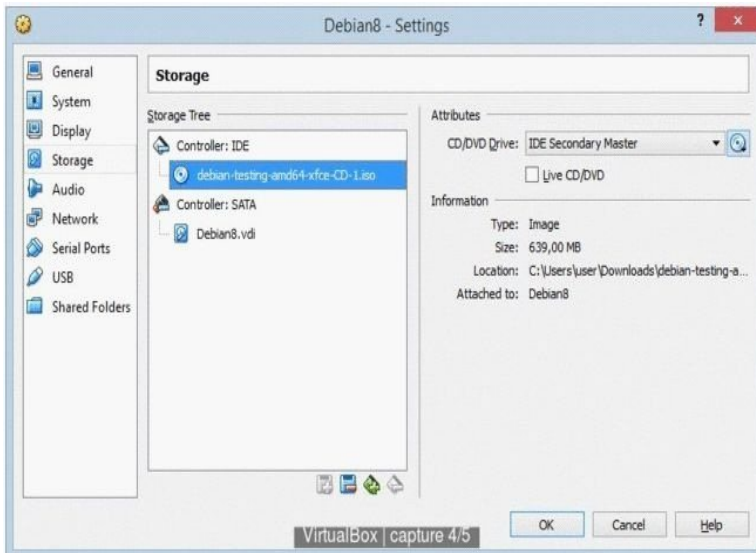 Debian8 - Settings
?
x
General
System
Display
Storage
Audio
Network
Serial Ports
USB
Shared Folders
Storage
Storage Tree
Controller: IDE
debian-testing-amd64-xfce-CD-1.iso
Controller: SATA
Debian8.vdi
Attributes
CD/DVD Drive: IDE Secondary Master
Live CD/DVD
Information
Type: Image
Size: 639,00 MB
Location: C:\Users\user\Downloads\debian-testing-a...
Attached to: Debian8
OK
Cancel
Help
VirtualBox | capture 4/5